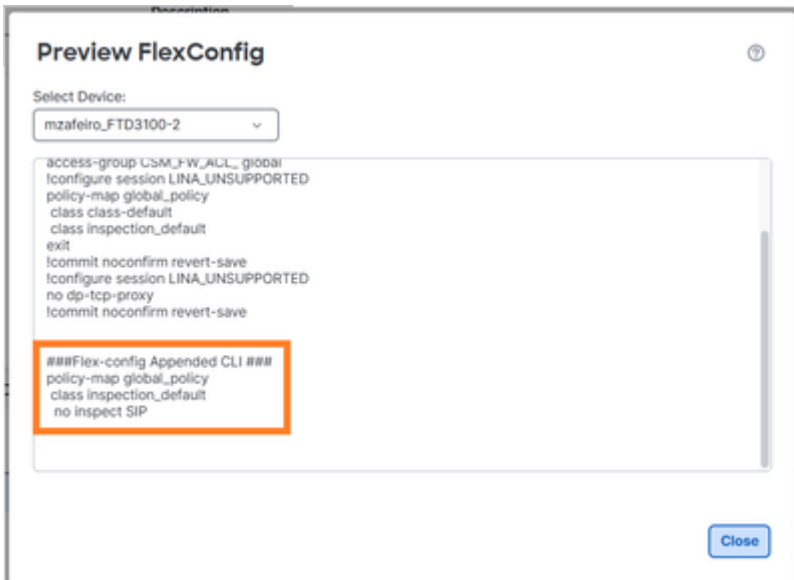 Description
Preview FlexConfig
Select Device:
mzafeiro_FTD3100-2
access-group CSM_FW_ACL_ global
!configure session LINA_UNSUPPORTED
policy-map global_policy
class class-default
class inspection_default
exit
!commit noconfirm revert-save
!configure session LINA_UNSUPPORTED
no dp-tcp-proxy
!commit noconfirm revert-save
###Flex-config Appended CLI ###
policy-map global_policy
class inspection_default
no inspect SIP
Close